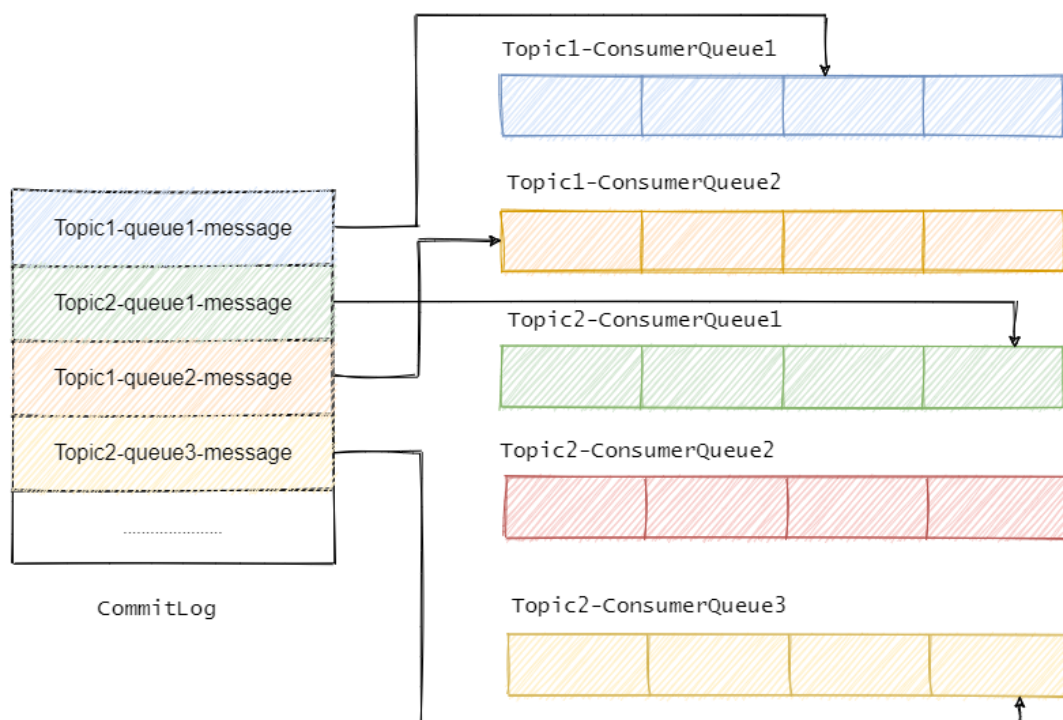 Topic1-ConsumerQueue1
Topic1-ConsumerQueue2
Topic1-queue1-message
Topic2-queue1-message
Topic2-ConsumerQueue1
Topic1-queue2-message
Topic2-queue3-message
Topic2-ConsumerQueue2
......................
CommitLog
Topic2-ConsumerQueue3